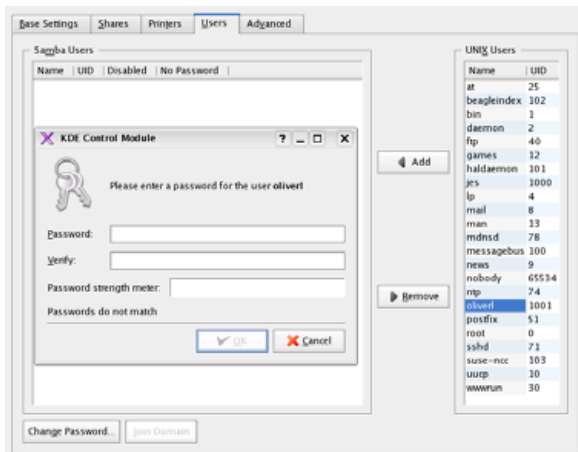 Base Settings Shares Printers Users Advanced
Samba Users
Name UID Disabled No Password
KDE Control Module ?
Please enter a password for the user oliverl
Password:
Verify:
Password strength meter:
Passwords do not match
OK Cancel
Add
Remove
UNIX Users
Name UID
at 25
beagleindex 102
bin 1
daemon 2
ftp 40
games 12
haldaemon 101
jes 1000
lp 4
mail 8
man 13
mdnsd 78
messagebus 100
news 9
nobody 65534
ntp 74
oliverl 1001
postfix 51
root 0
sshd 71
suse-ncc 103
uucp 10
wwwrun 30
Change Password... Join Domain